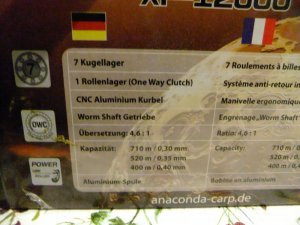 XP-12000
7 Kugellager
1 Rollenlager (One Way Clutch)
CNC Aluminium Kurbel
Worm Shaft Getriebe
Übersetzung: 4,6 : 1
Kapazität: 710 m / 0,30 mm
520 m / 0,35 mm
400 m / 0,40 mm
Aluminium-Spule
7 Roulements à billes
Système anti-retour
Manivelle ergonomiqu
Engrenage „Worm Shaft
Ratio: 4,6 : 1
Capacity: 710 m /
520 m /
400 m /
Bobine en aluminium
7
OWC
POWER
anaconda-carp.de